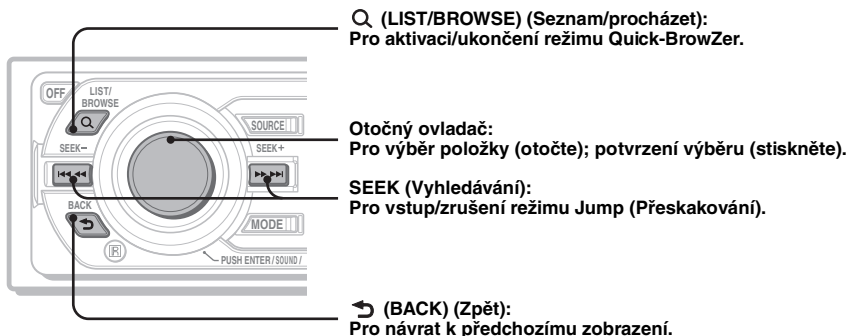 (LIST/BROWSE) (Seznam/procházet):
Pro aktivaci/ukončení režimu Quick-BrowZer.
OFF
LIST/
BROWSE
SOURCE
SEEK–
SEEK+
Otočný ovladač:
Pro výběr položky (otočte); potvrzení výběru (stiskněte).
SEEK (Vyhledávání):
Pro vstup/zrušení režimu Jump (Přeskakování).
BACK
MODE
R
PUSH ENTER / SOUND /
(BACK) (Zpět):
Pro návrat k předchozímu zobrazení.